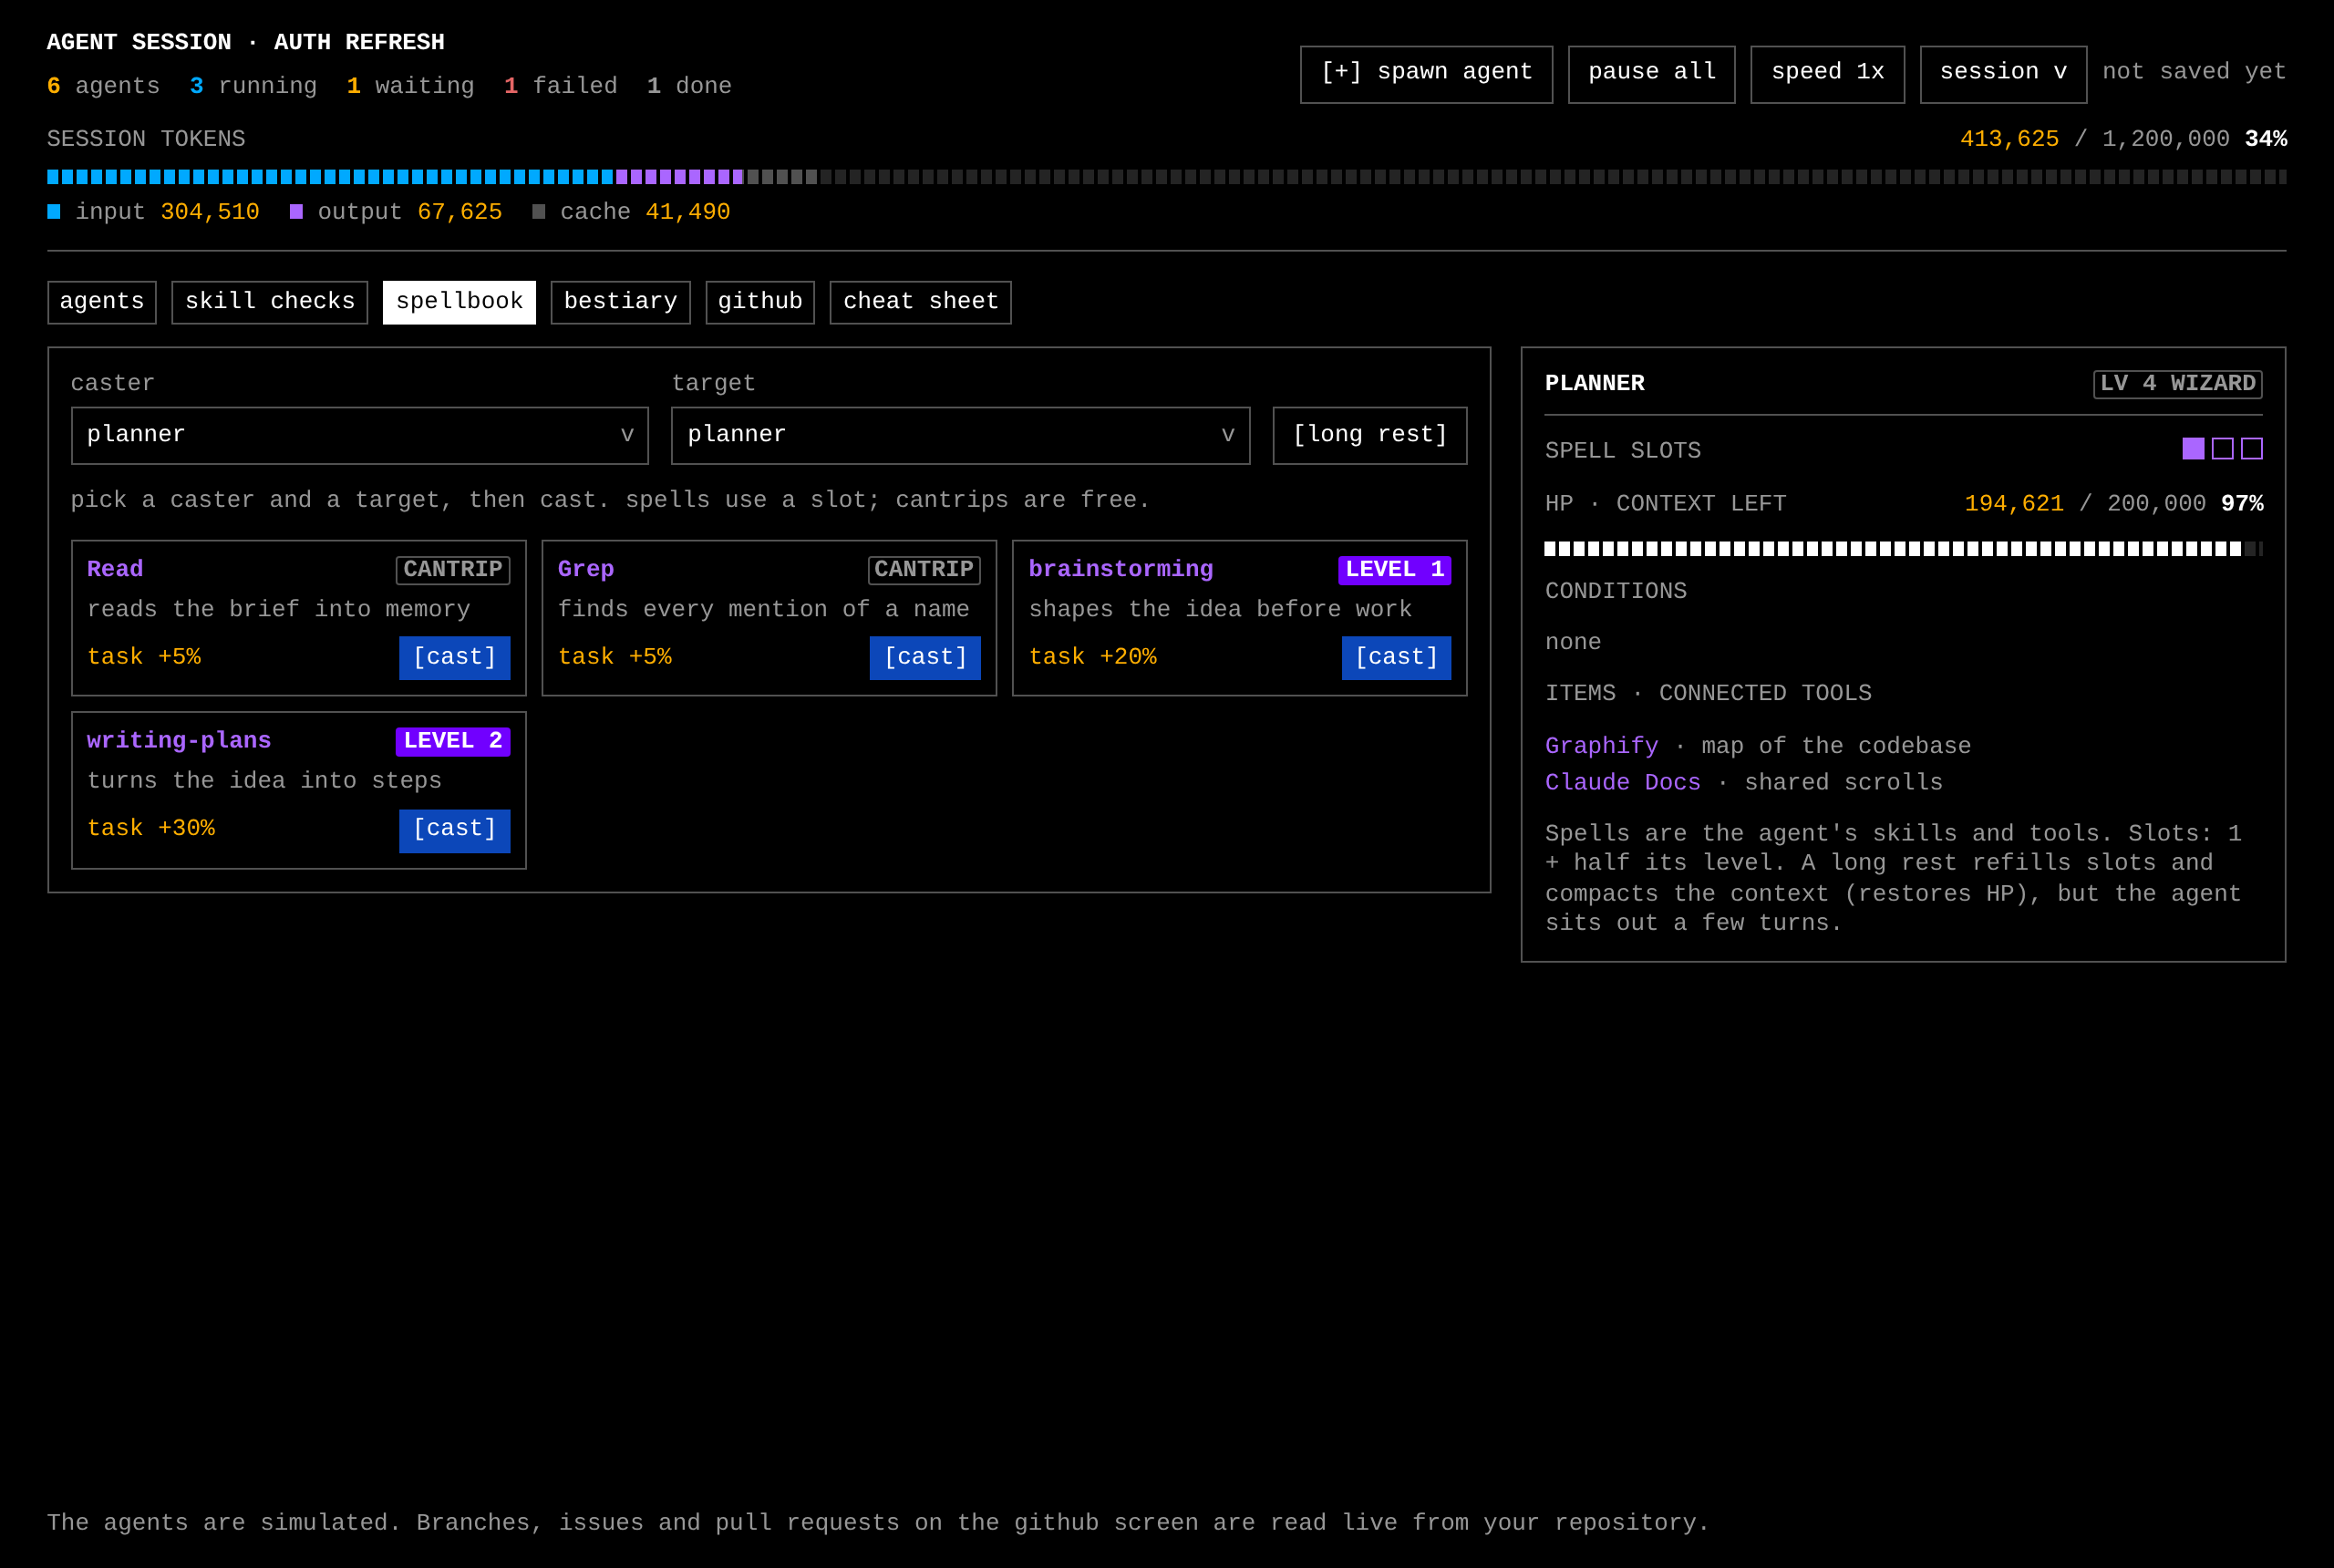 AGENT SESSION · AUTH REFRESH
6 agents 3 running 1 waiting 1 failed 1 done
[+] spawn agent pause all speed 1x session v not saved yet
SESSION TOKENS 413,625 / 1,200,000 34%
input 304,510 output 67,625 cache 41,490
agents skill checks spellbook bestiary github cheat sheet
caster target
planner v planner v [long rest]
pick a caster and a target, then cast. spells use a slot; cantrips are free.
Read CANTRIP
reads the brief into memory
task +5% [cast]
Grep CANTRIP
finds every mention of a name
task +5% [cast]
brainstorming LEVEL 1
shapes the idea before work
task +20% [cast]
writing-plans LEVEL 2
turns the idea into steps
task +30% [cast]
PLANNER LV 4 WIZARD
SPELL SLOTS
HP · CONTEXT LEFT 194,621 / 200,000 97%
CONDITIONS
none
ITEMS · CONNECTED TOOLS
Graphify · map of the codebase
Claude Docs · shared scrolls
Spells are the agent's skills and tools. Slots: 1
+ half its level. A long rest refills slots and
compacts the context (restores HP), but the agent
sits out a few turns.
The agents are simulated. Branches, issues and pull requests on the github screen are read live from your repository.